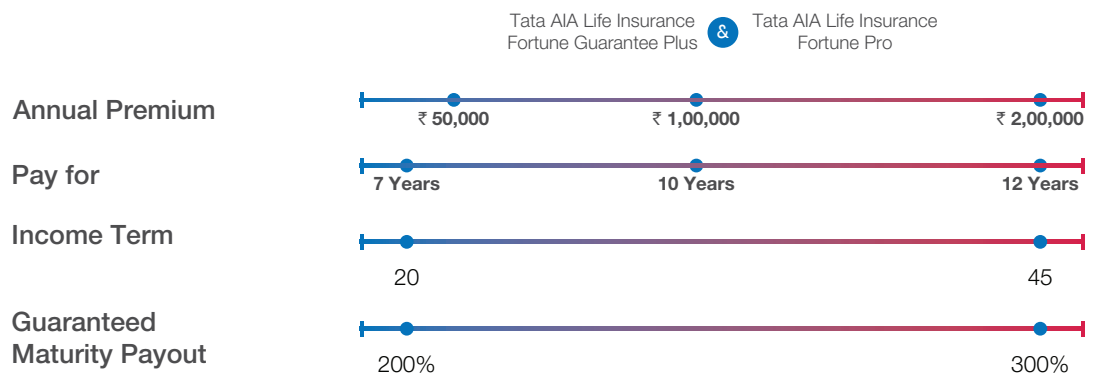 Tata AIA Life Insurance
Fortune Guarantee Plus
&
Tata AIA Life Insurance
Fortune Pro
Annual Premium
₹ 50,000
₹ 1,00,000
₹ 2,00,000
Pay for
7 Years
10 Years
12 Years
Income Term
20
45
Guaranteed
Maturity Payout
200%
300%